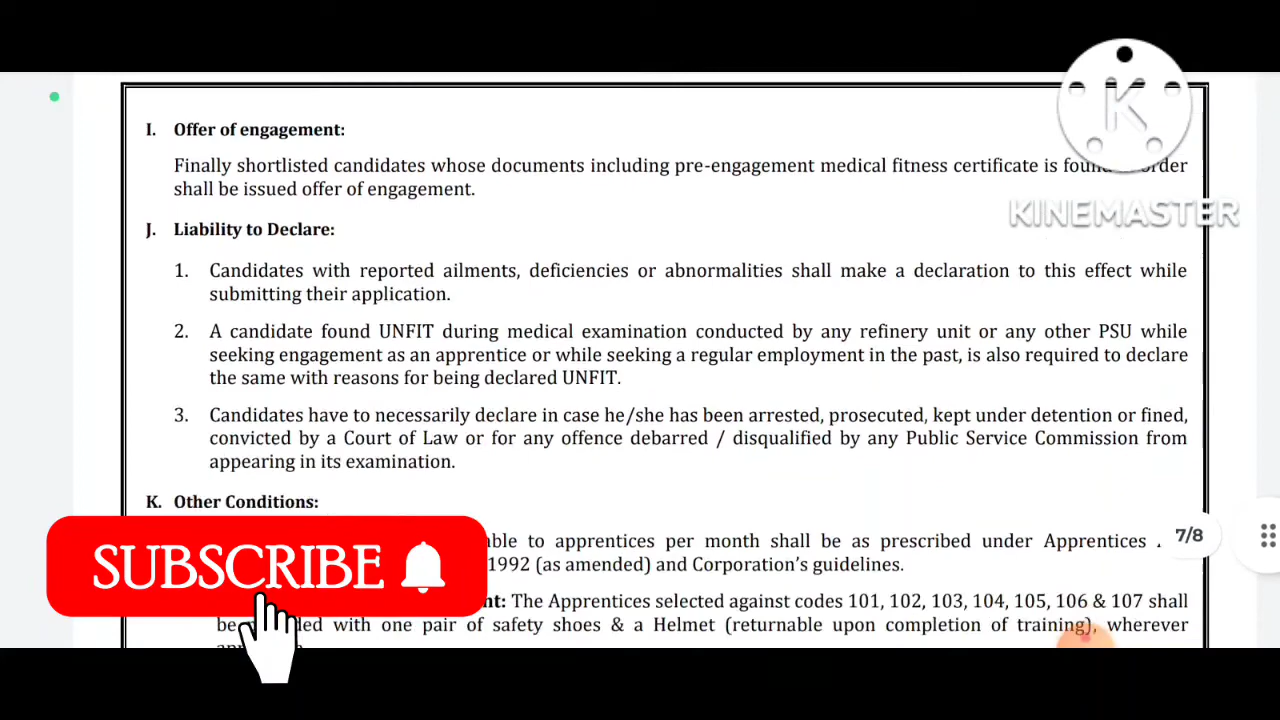 I. Offer of engagement:
Finally shortlisted candidates whose documents including pre-engagement medical fitness certificate is found order
shall be issued offer of engagement.
J. Liability to Declare:
1. Candidates with reported ailments, deficiencies or abnormalities shall make a declaration to this effect while
submitting their application.
2. A candidate found UNFIT during medical examination conducted by any refinery unit or any other PSU while
seeking engagement as an apprentice or while seeking a regular employment in the past, is also required to declare
the same with reasons for being declared UNFIT.
3. Candidates have to necessarily declare in case he/she has been arrested, prosecuted, kept under detention or fined,
convicted by a Court of Law or for any offence debarred / disqualified by any Public Service Commission from
appearing in its examination.
K. Other Conditions:
to apprentices per month shall be as prescribed under Apprentices
1992 (as amended) and Corporation's guidelines.
The Apprentices selected against codes 101, 102, 103, 104, 105, 106 & 107 shall
be with one pair of safety shoes & a Helmet (returnable upon completion of training), wherever
7/8
SUBSCRIBE
K
KINEMASTER